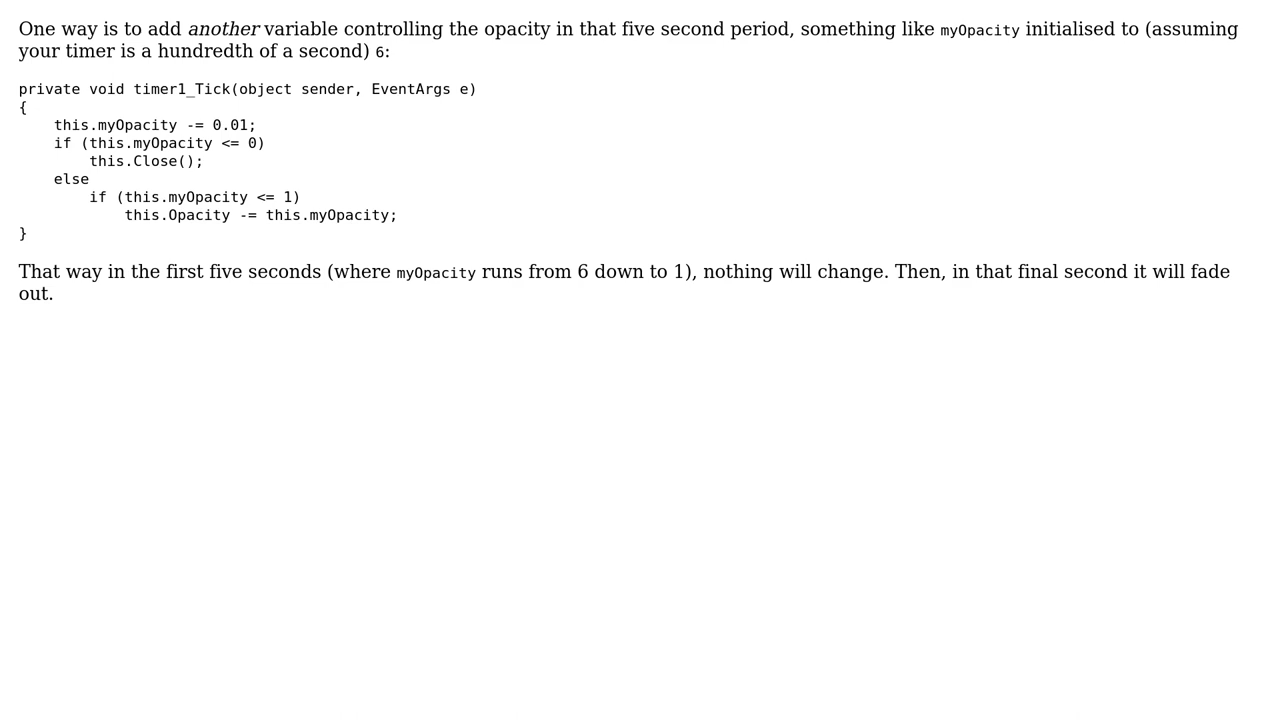 One way is to add another variable controlling the opacity in that five second period, something like myOpacity initialised to (assuming
your timer is a hundredth of a second) 6:
private void timer1_Tick(object sender, EventArgs e)
{
    this.myOpacity -= 0.01;
    if (this.myOpacity <= 0)
        this.Close();
    else
        if (this.myOpacity <= 1)
            this.Opacity -= this.myOpacity;
}
That way in the first five seconds (where myOpacity runs from 6 down to 1), nothing will change. Then, in that final second it will fade
out.